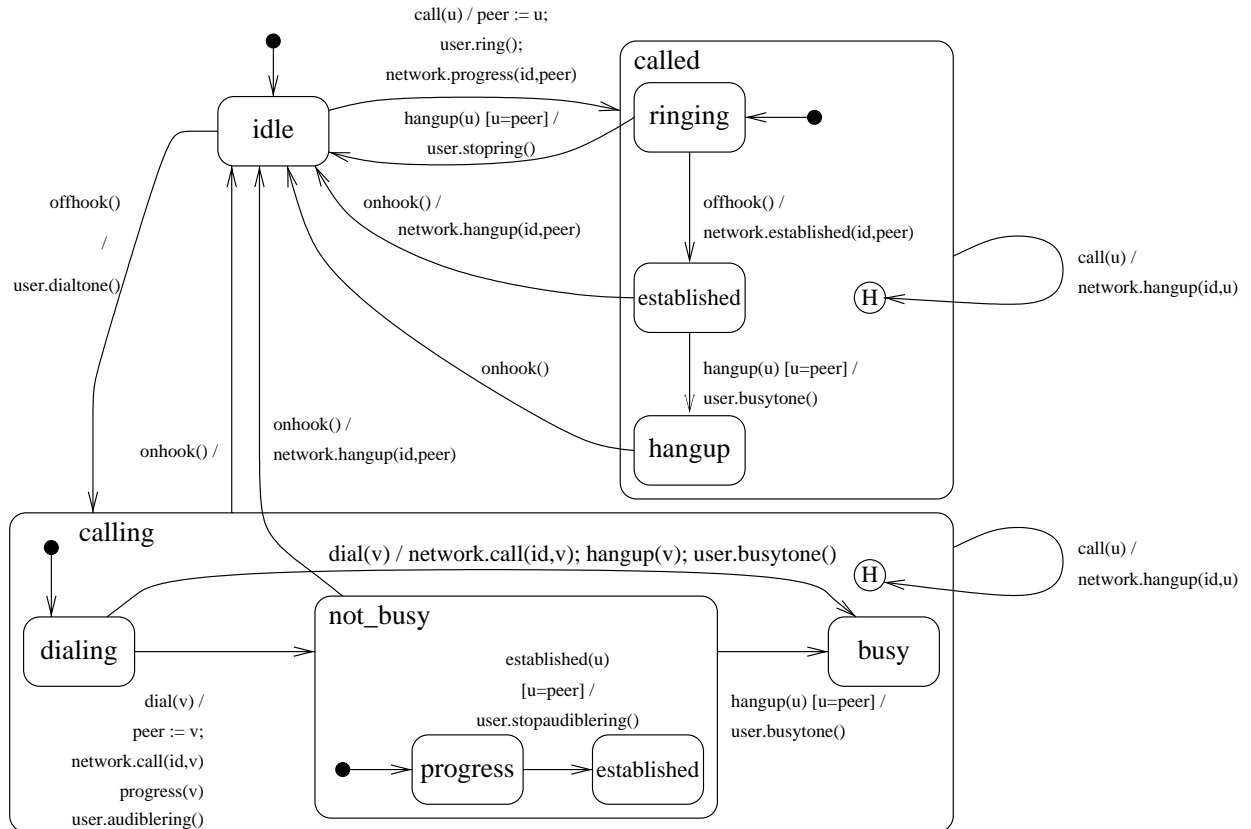 call(u) / peer := u;
user.ring();
network.progress(id,peer)
called
ringing
idle
hangup(u) [u=peer] /
user.stopring()
offhook()
/
user.dialtone()
onhook() /
network.hangup(id,peer)
offhook() /
network.established(id,peer)
call(u) /
network.hangup(id,u)
H
established
onhook()
hangup(u) [u=peer] /
user.busytone()
onhook() /
onhook() /
network.hangup(id,peer)
hangup
calling
dial(v) / network.call(id,v); hangup(v); user.busytone()
call(u) /
network.hangup(id,u)
H
not_busy
dialing
busy
established(u)
[u=peer] /
user.stopaudiblering()
dial(v) /
peer := v;
network.call(id,v)
progress(v)
user.audiblering()
hangup(u) [u=peer] /
user.busytone()
progress
established